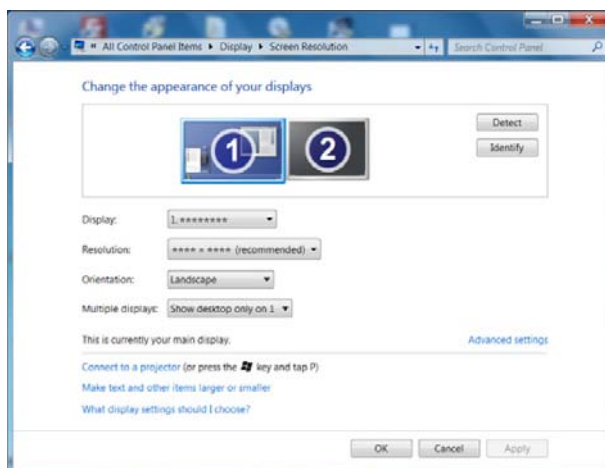 « All Control Panel Items ▸ Display ▸ Screen Resolution
Search Control Panel
Change the appearance of your displays
1
2
Detect
Identify
Display: 1. ********
Resolution: **** × **** (recommended)
Orientation: Landscape
Multiple displays: Show desktop only on 1
This is currently your main display.
Advanced settings
Connect to a projector (or press the key and tap P)
Make text and other items larger or smaller
What display settings should I choose?
OK
Cancel
Apply